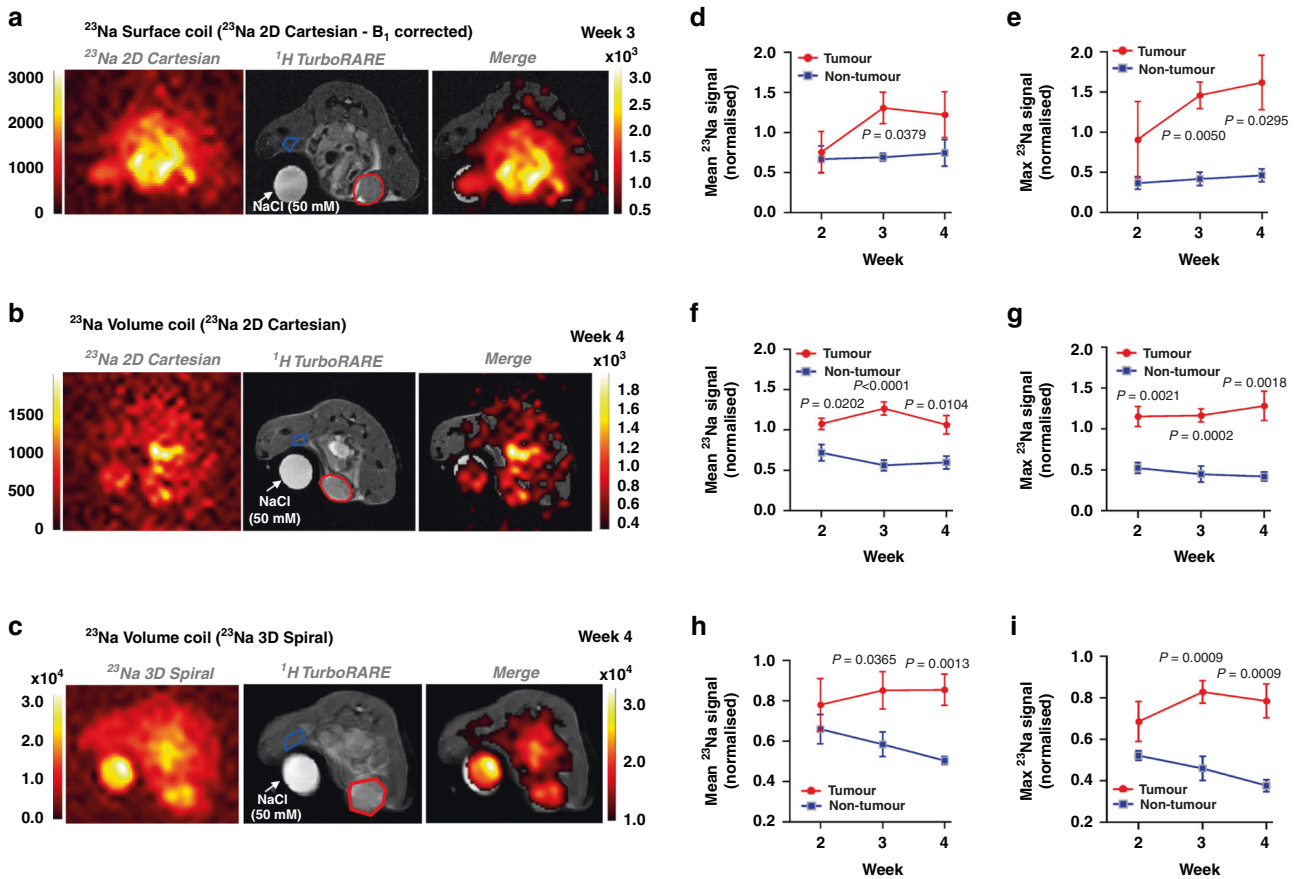 a
²³Na Surface coil (²³Na 2D Cartesian - B₁ corrected)
Week 3
²³Na 2D Cartesian
¹H TurboRARE
Merge
x10³
3000
2000
1000
0
NaCl (50 mM)
3.0
2.5
2.0
1.5
1.0
0.5
b
²³Na Volume coil (²³Na 2D Cartesian)
Week 4
²³Na 2D Cartesian
¹H TurboRARE
Merge
x10³
1500
1000
500
0
NaCl
(50 mM)
1.8
1.6
1.4
1.2
1.0
0.8
0.6
0.4
c
²³Na Volume coil (²³Na 3D Spiral)
Week 4
x10⁴
²³Na 3D Spiral
¹H TurboRARE
Merge
x10⁴
3.0
2.0
1.0
0.0
NaCl
(50 mM)
3.0
2.0
1.0
d
Mean ²³Na signal
(normalised)
2.0
1.5
1.0
0.5
0.0
Tumour
Non-tumour
P = 0.0379
2 3 4
Week
e
Max ²³Na signal
(normalised)
2.0
1.5
1.0
0.5
0.0
Tumour
Non-tumour
P = 0.0050
P = 0.0295
2 3 4
Week
f
Mean ²³Na signal
(normalised)
2.0
1.5
1.0
0.5
0.0
Tumour
Non-tumour
P<0.0001
P = 0.0202
P = 0.0104
2 3 4
Week
g
Max ²³Na signal
(normalised)
2.0
1.5
1.0
0.5
0.0
Tumour
Non-tumour
P = 0.0018
P = 0.0021
P = 0.0002
2 3 4
Week
h
Mean ²³Na signal
(normalised)
1.0
0.8
0.6
0.4
0.2
P = 0.0365
P = 0.0013
Tumour
Non-tumour
2 3 4
Week
i
Max ²³Na signal
(normalised)
1.0
0.8
0.6
0.4
0.2
P = 0.0009
P = 0.0009
Tumour
Non-tumour
2 3 4
Week